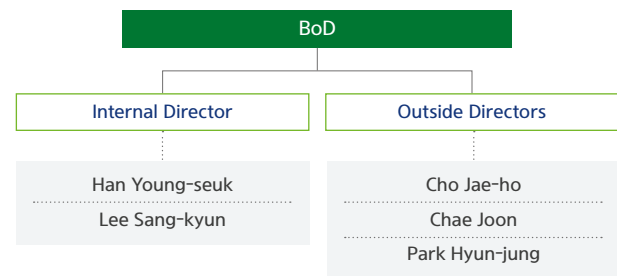 BoD
Internal Director
Han Young-seuk
Lee Sang-kyun
Outside Directors
Cho Jae-ho
Chae Joon
Park Hyun-jung